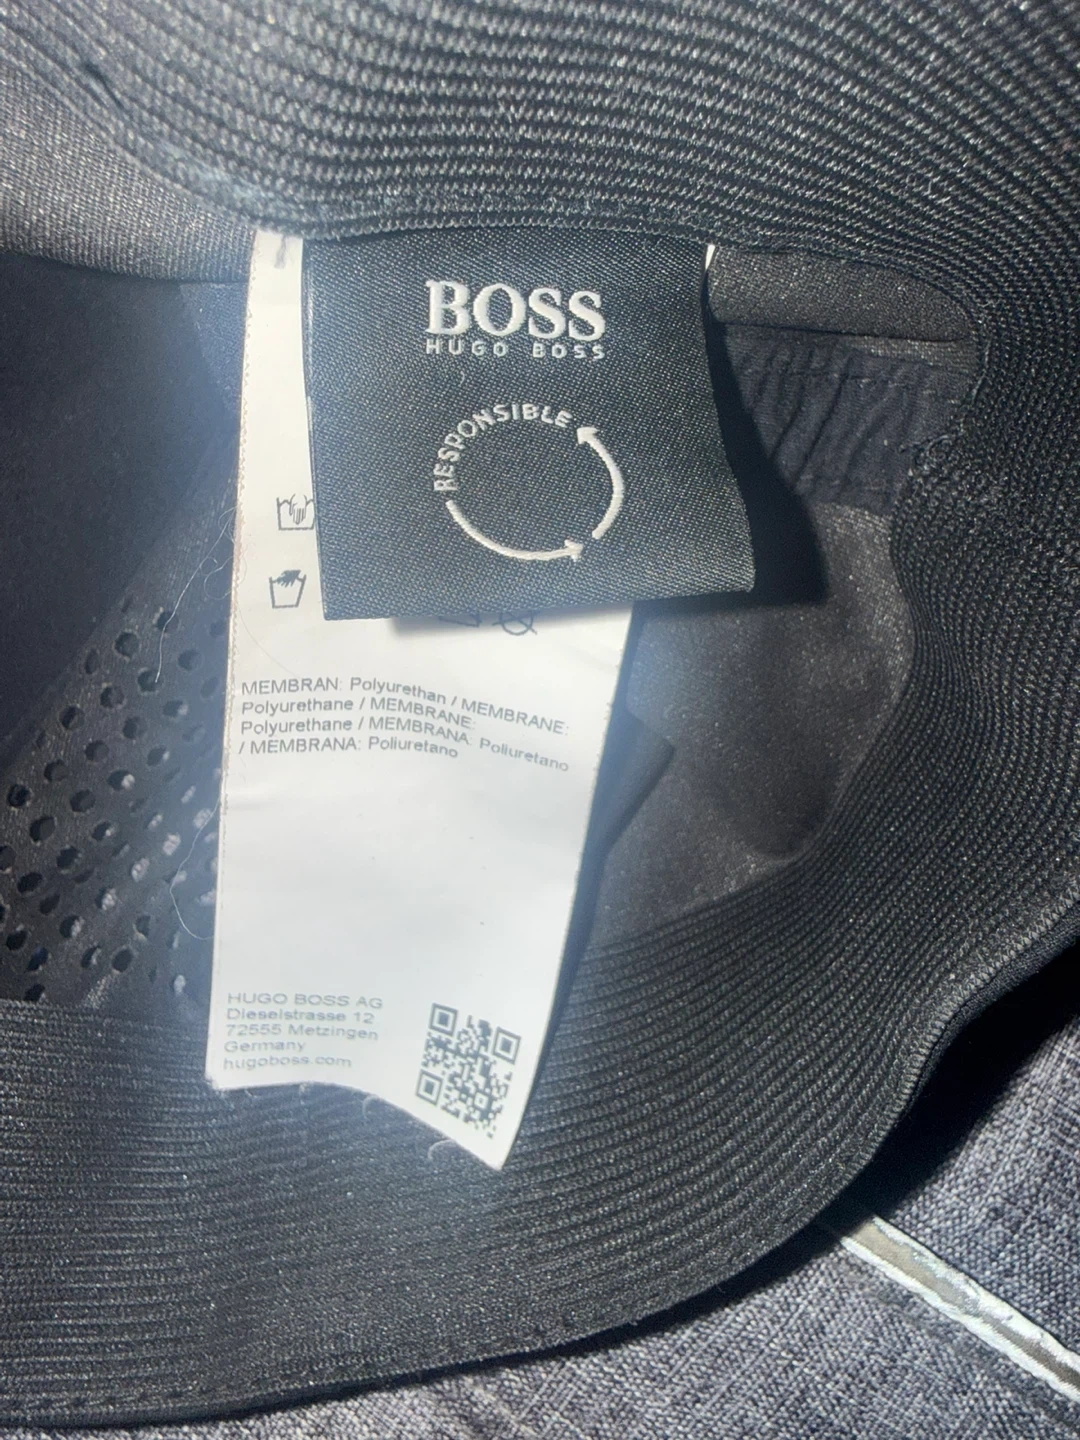 BOSS
HUGO BOSS
RESPONSIBLE
MEMBRAN: Polyurethan / MEMBRANE:
Polyurethane / MEMBRANE:
Polyurethane / MEMBRANA: Poliuretano
/ MEMBRANA: Poliuretano
HUGO BOSS AG
Dieselstrasse 12
72555 Metzingen
Germany
hugoboss.com